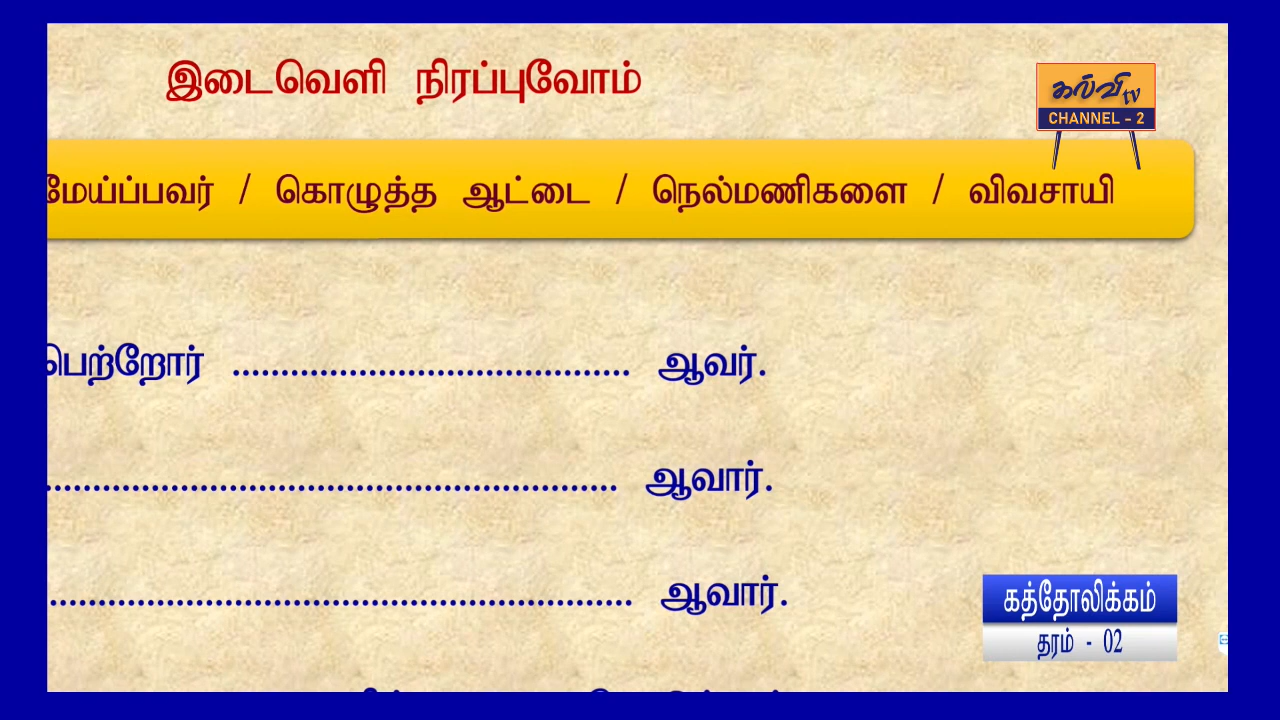 இடைவெளி நிரப்புவோம்
கல்வி tv
CHANNEL - 2
மேய்ப்பவர் / கொழுத்த ஆட்டை / நெல்மணிகளை / விவசாயி
பெற்றோர் ........................................ ஆவர்.
.......................................................... ஆவார்.
........................................................... ஆவார்.
கத்தோலிக்கம்
தரம் - 02